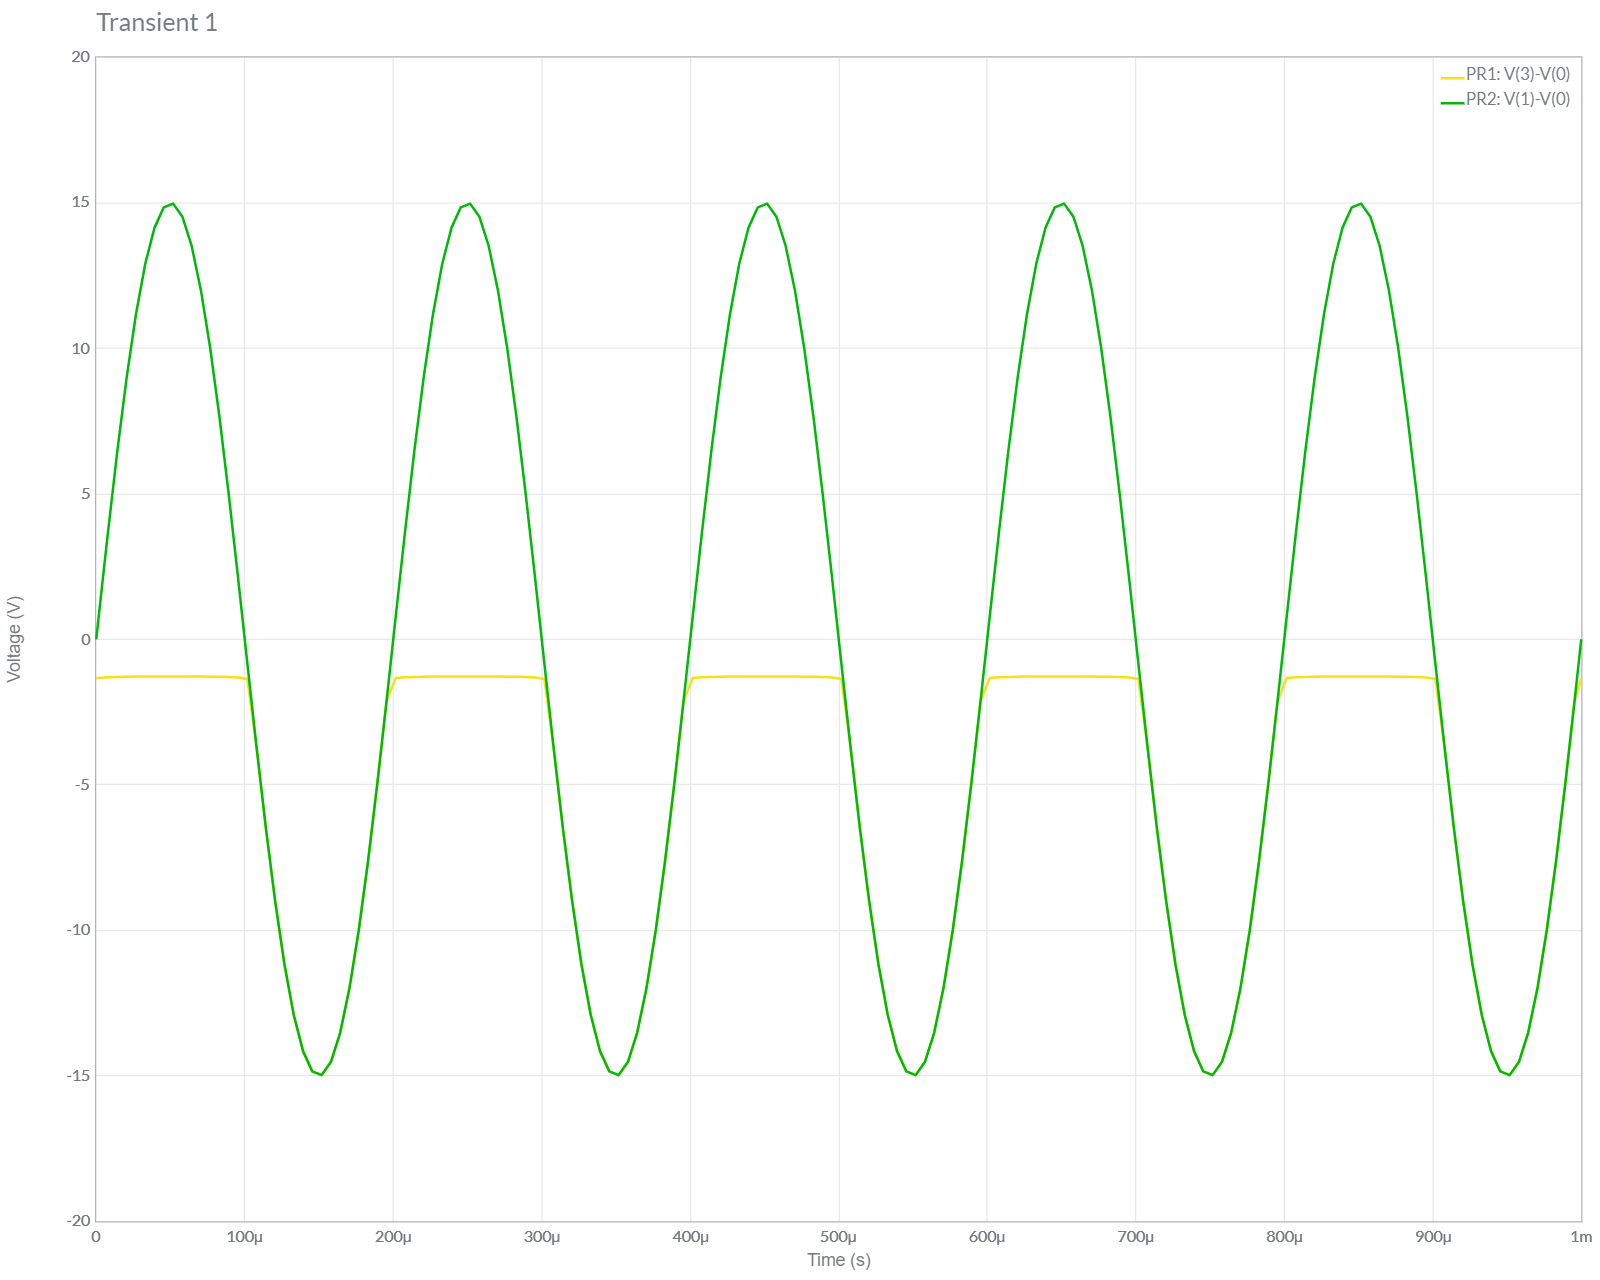 Transient 1
PR1: V(3)-V(0)
PR2: V(1)-V(0)
20
15
10
5
0
-5
-10
-15
-20
Voltage (V)
0 100µ 200µ 300µ 400µ 500µ 600µ 700µ 800µ 900µ 1m
Time (s)